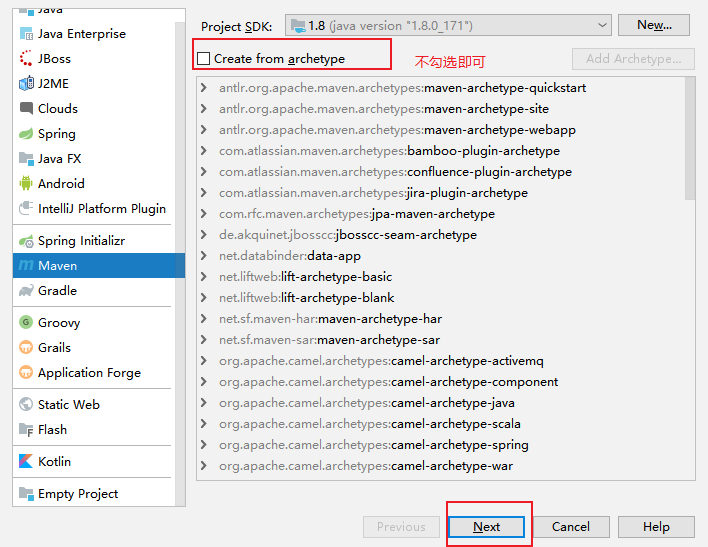 Java
Java Enterprise
JBoss
J2ME
Clouds
Spring
Java FX
Android
IntelliJ Platform Plugin
Spring Initializr
Maven
Gradle
Groovy
Grails
Application Forge
Static Web
Flash
Kotlin
Empty Project
Project SDK: 1.8 (java version "1.8.0_171") New...
Create from archetype 不勾选即可 Add Archetype...
antlr.org.apache.maven.archetypes:maven-archetype-quickstart
antlr.org.apache.maven.archetypes:maven-archetype-site
antlr.org.apache.maven.archetypes:maven-archetype-webapp
com.atlassian.maven.archetypes:bamboo-plugin-archetype
com.atlassian.maven.archetypes:confluence-plugin-archetype
com.atlassian.maven.archetypes:jira-plugin-archetype
com.rfc.maven.archetypes:jpa-maven-archetype
de.akquinet.jbosscc:jbosscc-seam-archetype
net.databinder:data-app
net.liftweb:lift-archetype-basic
net.liftweb:lift-archetype-blank
net.sf.maven-har:maven-archetype-har
net.sf.maven-sar:maven-archetype-sar
org.apache.camel.archetypes:camel-archetype-activemq
org.apache.camel.archetypes:camel-archetype-component
org.apache.camel.archetypes:camel-archetype-java
org.apache.camel.archetypes:camel-archetype-scala
org.apache.camel.archetypes:camel-archetype-spring
org.apache.camel.archetypes:camel-archetype-war
Previous Next Cancel Help